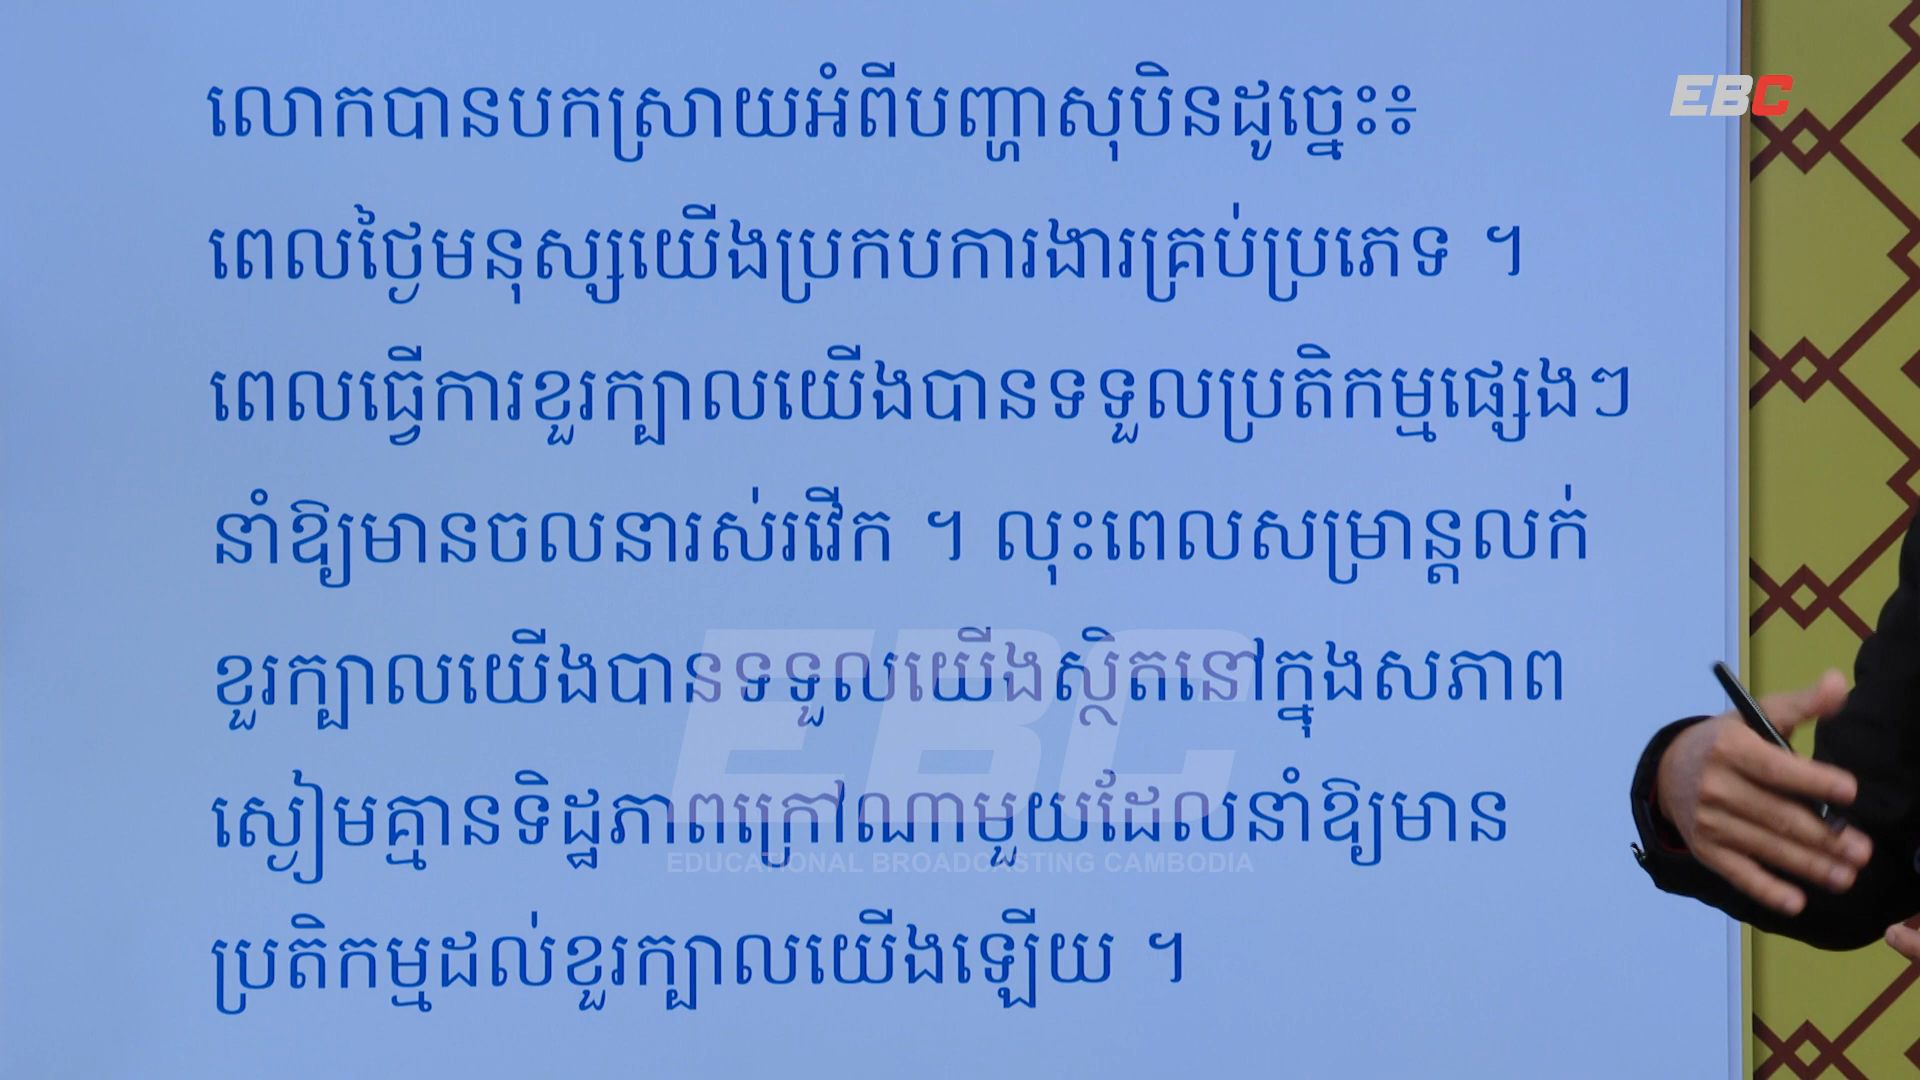 លោកបានបកស្រាយអំពីបញ្ហាសុបិនដូច្នេះ៖
EBC
ពេលថ្ងៃមនុស្សយើងប្រកបការងារគ្រប់ប្រភេទ ។
ពេលធ្វើការខួរក្បាលយើងបានទទួលប្រតិកម្មផ្សេងៗ
នាំឱ្យមានចលនារស់រវើក ។ លុះពេលសម្រាន្តលក់
ខួរក្បាលយើងបានទទួលយើងស្ថិតនៅក្នុងសភាព
ស្ងៀមគ្មានទិដ្ឋភាពក្រៅណាមួយដែលនាំឱ្យមាន
ប្រតិកម្មដល់ខួរក្បាលយើងឡើយ ។
EBC
EDUCATIONAL BROADCASTING CAMBODIA